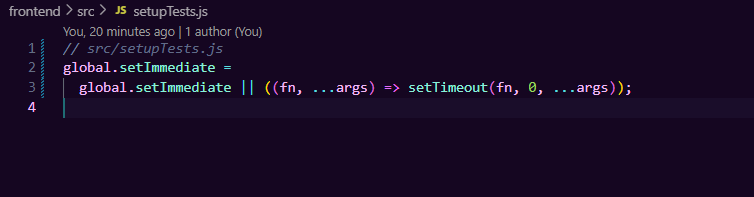 frontend > src > JS setupTests.js
You, 20 minutes ago | 1 author (You)
1 // src/setupTests.js
2 global.setImmediate =
3 global.setImmediate || ((fn, ...args) => setTimeout(fn, 0, ...args));
4